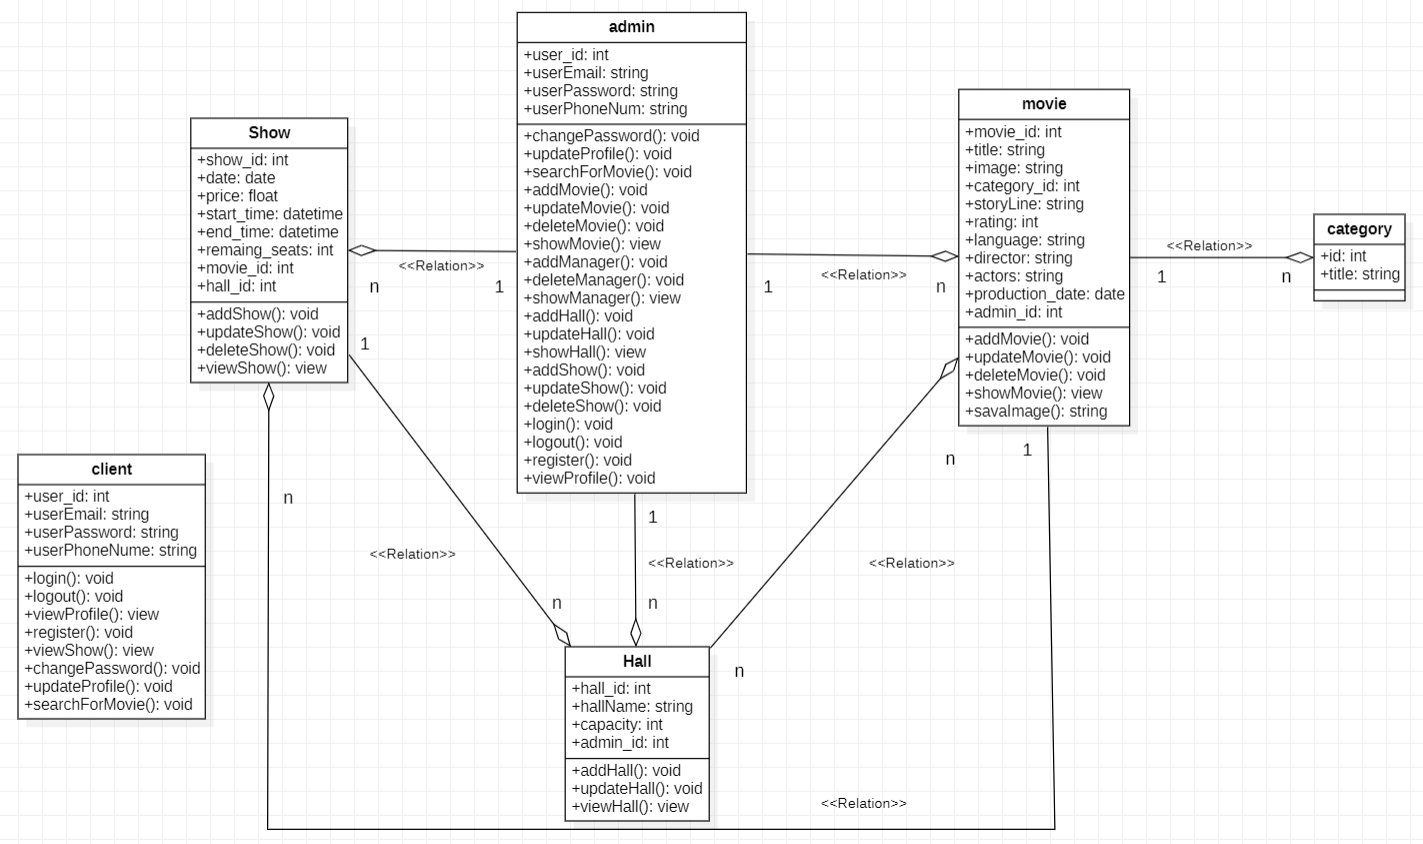 admin
+user_id: int
+userEmail: string
+userPassword: string
+userPhoneNum: string
+changePassword(): void
+updateProfile(): void
+searchForMovie(): void
+addMovie(): void
+updateMovie(): void
+deleteMovie(): void
+showMovie(): view
+addManager(): void
+deleteManager(): void
+showManager(): view
+addHall(): void
+updateHall(): void
+showHall(): view
+addShow(): void
+updateShow(): void
+deleteShow(): void
+login(): void
+logout(): void
+register(): void
+viewProfile(): void
Show
+show_id: int
+date: date
+price: float
+start_time: datetime
+end_time: datetime
+remaing_seats: int
+movie_id: int
+hall_id: int
+addShow(): void
+updateShow(): void
+deleteShow(): void
+viewShow(): view
<<Relation>>
n
1
1
n
<<Relation>>
1
n
movie
+movie_id: int
+title: string
+image: string
+category_id: int
+storyLine: string
+rating: int
+language: string
+director: string
+actors: string
+production_date: date
+admin_id: int
+addMovie(): void
+updateMovie(): void
+deleteMovie(): void
+showMovie(): view
+savaImage(): string
<<Relation>>
1
n
category
+id: int
+title: string
client
+user_id: int
+userEmail: string
+userPassword: string
+userPhoneNume: string
+login(): void
+logout(): void
+viewProfile(): view
+register(): void
+viewShow(): view
+changePassword(): void
+updateProfile(): void
+searchForMovie(): void
<<Relation>>
n
1
<<Relation>>
n
n
1
<<Relation>>
n
Hall
+hall_id: int
+hallName: string
+capacity: int
+admin_id: int
+addHall(): void
+updateHall(): void
+viewHall(): view
<<Relation>>